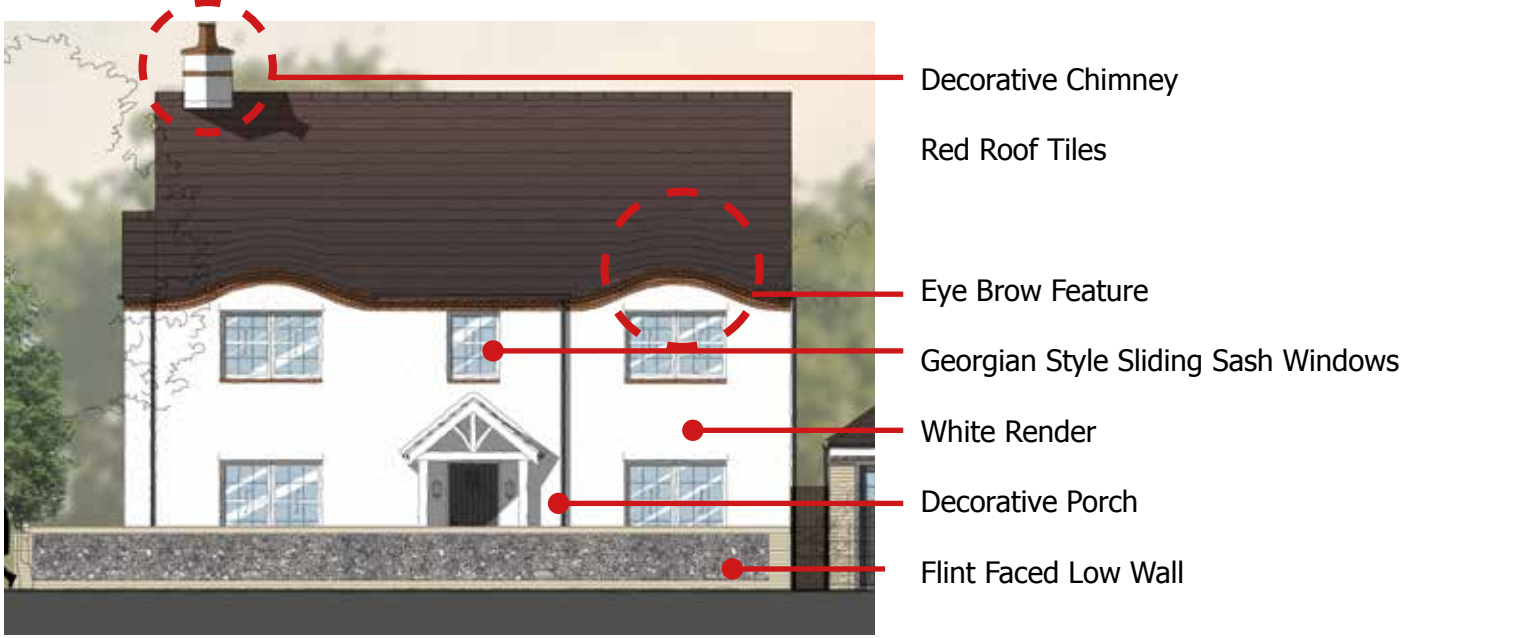 Decorative Chimney
Red Roof Tiles
Eye Brow Feature
Georgian Style Sliding Sash Windows
White Render
Decorative Porch
Flint Faced Low Wall